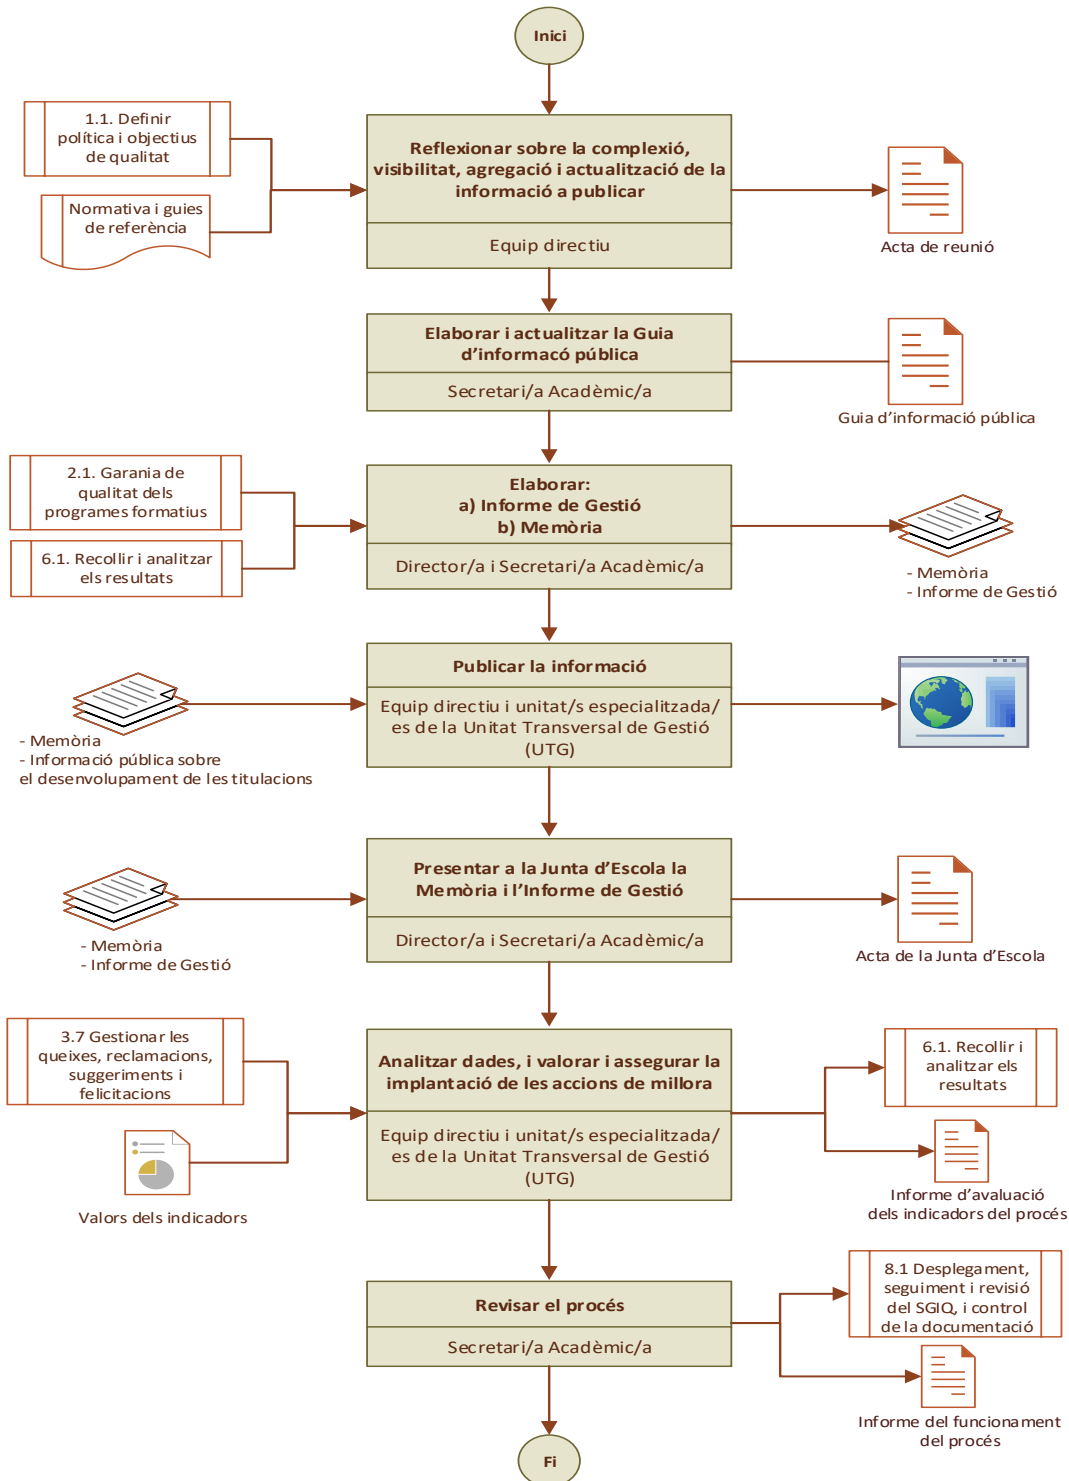 Inici
1.1. Definir
política i objectius
de qualitat
Normativa i guies
de referència
Reflexionar sobre la complexió,
visibilitat, agregació i actualització de la
informació a publicar
Equip directiu
Acta de reunió
Elaborar i actualitzar la Guia
d’informacó pública
Secretari/a Acadèmic/a
Guia d’informació pública
2.1. Garania de
qualitat dels
programes formatius
6.1. Recollir i analitzar
els resultats
Elaborar:
a) Informe de Gestió
b) Memòria
Director/a i Secretari/a Acadèmic/a
- Memòria
- Informe de Gestió
Publicar la informació
Equip directiu i unitat/s especialitzada/
es de la Unitat Transversal de Gestió
(UTG)
- Memòria
- Informació pública sobre
el desenvolupament de les titulacions
Presentar a la Junta d’Escola la
Memòria i l’Informe de Gestió
Director/a i Secretari/a Acadèmic/a
- Memòria
- Informe de Gestió
Acta de la Junta d’Escola
3.7 Gestionar les
queixes, reclamacions,
suggeriments i
felicitacions
Valors dels indicadors
Analitzar dades, i valorar i assegurar la
implantació de les accions de millora
Equip directiu i unitat/s especialitzada/
es de la Unitat Transversal de Gestió
(UTG)
6.1. Recollir i
analitzar els
resultats
Informe d’avaluació
dels indicadors del procés
Revisar el procés
Secretari/a Acadèmic/a
8.1 Desplegament,
seguiment i revisió
del SGIQ, i control
de la documentació
Informe del funcionament
del procés
Fi